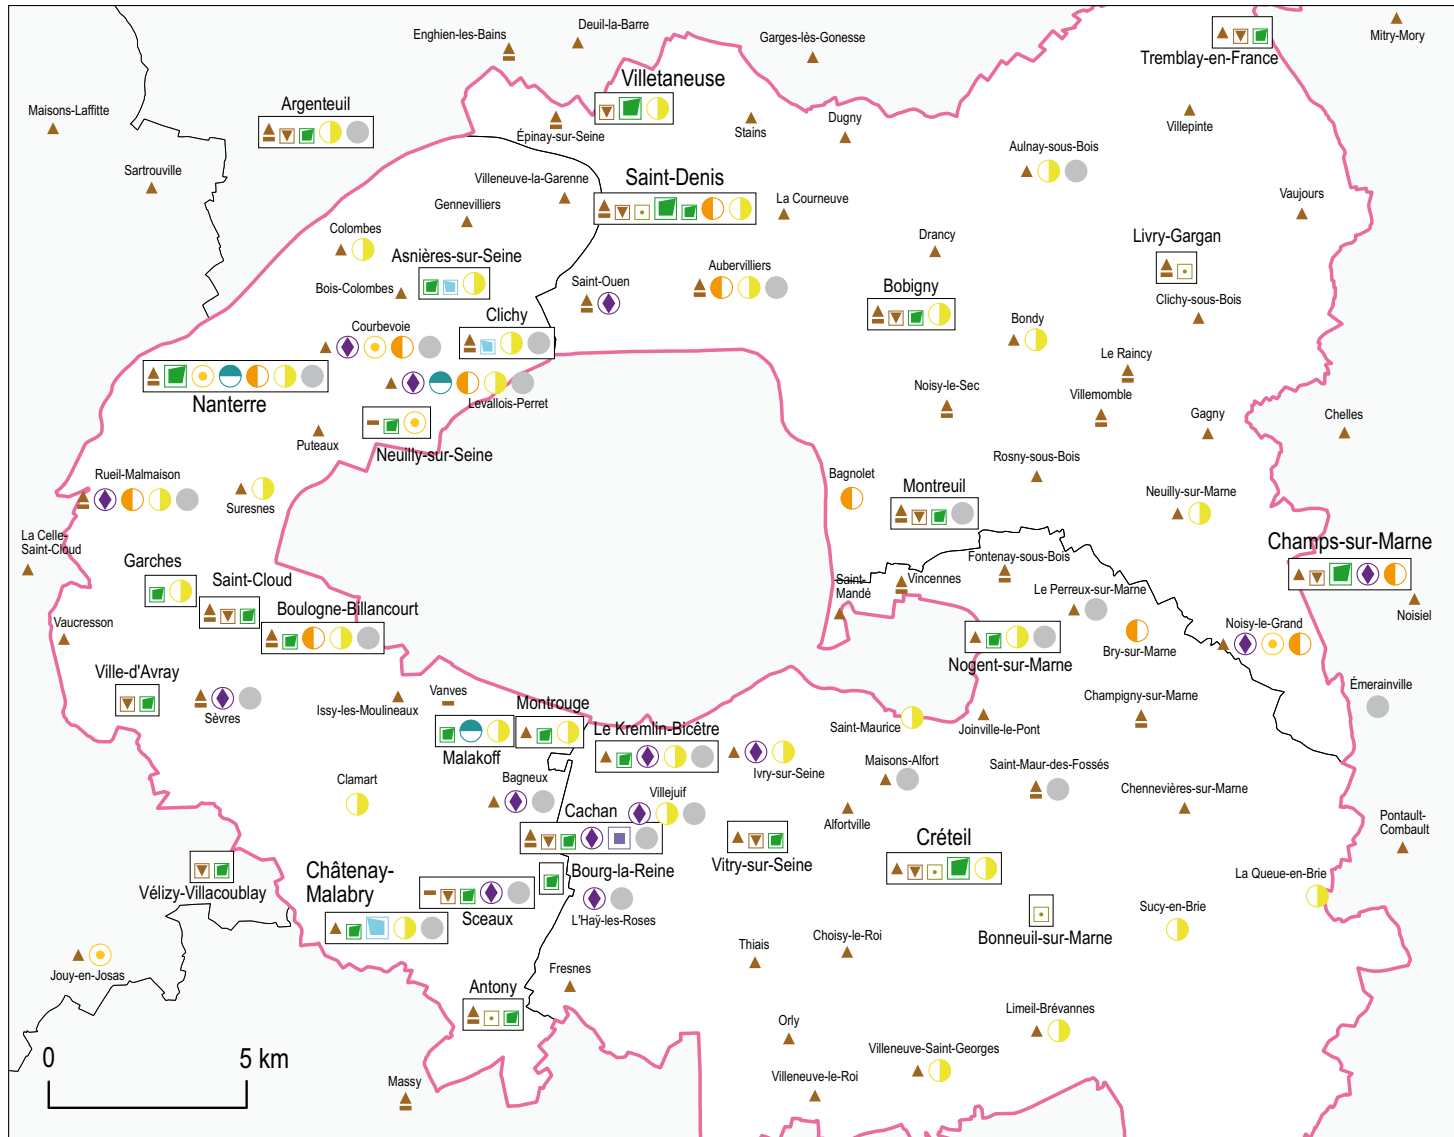 Enghien-les-Bains
Deuil-la-Barre
Garges-lès-Gonesse
Mitry-Mory
Tremblay-en-France
Villetaneuse
Argenteuil
Maisons-Laffitte
Villepinte
Stains
Dugny
Épinay-sur-Seine
Aulnay-sous-Bois
Sartrouville
Villeneuve-la-Garenne
Saint-Denis
Vaujours
La Courneuve
Gennevilliers
Colombes
Drancy
Livry-Gargan
Asnières-sur-Seine
Aubervilliers
Saint-Ouen
Bois-Colombes
Bobigny
Clichy-sous-Bois
Clichy
Bondy
Courbevoie
Le Raincy
Noisy-le-Sec
Villemomble
Nanterre
Levallois-Perret
Gagny
Chelles
Puteaux
Neuilly-sur-Seine
Rosny-sous-Bois
Rueil-Malmaison
Bagnolet
Montreuil
Neuilly-sur-Marne
Suresnes
La Celle-
Saint-Cloud
Champs-sur-Marne
Garches
Saint-Cloud
Fontenay-sous-Bois
Saint-
Mandé
Vincennes
Le Perreux-sur-Marne
Noisiel
Boulogne-Billancourt
Vaucresson
Noisy-le-Grand
Bry-sur-Marne
Nogent-sur-Marne
Ville-d'Avray
Émerainville
Vanves
Champigny-sur-Marne
Montrouge
Issy-les-Moulineaux
Sèvres
Saint-Maurice
Joinville-le-Pont
Le Kremlin-Bicêtre
Malakoff
Maisons-Alfort
Saint-Maur-des-Fossés
Ivry-sur-Seine
Clamart
Bagneux
Villejuif
Chennevières-sur-Marne
Cachan
Alfortville
Pontault-
Combault
Créteil
Vitry-sur-Seine
Châtenay-
Malabry
Bourg-la-Reine
La Queue-en-Brie
Vélizy-Villacoublay
Sceaux
L'Haÿ-les-Roses
Sucy-en-Brie
Bonneuil-sur-Marne
Choisy-le-Roi
Thiais
Jouy-en-Josas
Fresnes
Antony
Limeil-Brévannes
Orly
Villeneuve-Saint-Georges
0 5 km
Villeneuve-le-Roi
Massy